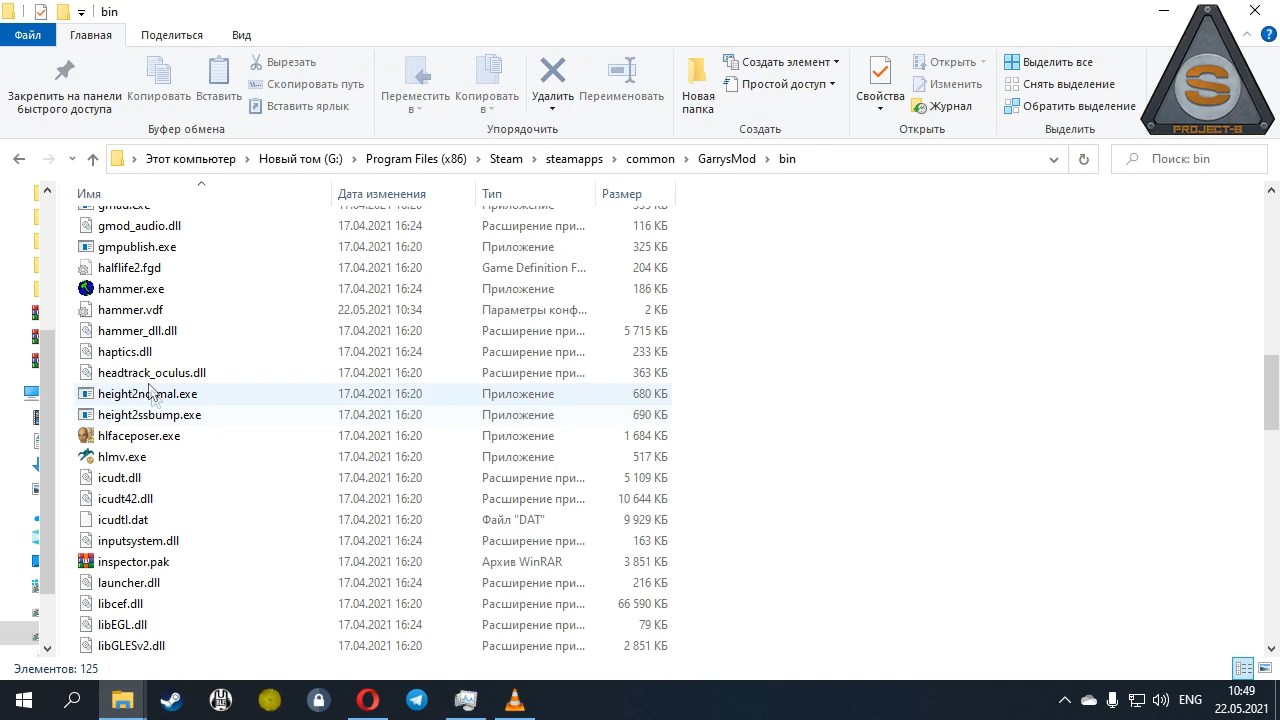 bin
Файл Главная Поделиться Вид
Закрепить на панели быстрого доступа
Копировать
Вставить
Вырезать
Скопировать путь
Вставить ярлык
Буфер обмена
Переместить в
Копировать в
Удалить
Переименовать
Упорядочить
Новая папка
Создать элемент
Простой доступ
Создать
Свойства
Открыть
Изменить
Журнал
Открыть
Выделить все
Снять выделение
Обратить выделение
Выделить
S
PROJECT-S
Этот компьютер Новый том (G:) Program Files (x86) Steam steamapps common GarrysMod bin
Поиск: bin
Имя Дата изменения Тип Размер
gmod_audio.dll 17.04.2021 16:24 Расширение при... 116 КБ
gmpublish.exe 17.04.2021 16:20 Приложение 325 КБ
halflife2.fgd 17.04.2021 16:20 Game Definition F... 204 КБ
hammer.exe 17.04.2021 16:24 Приложение 186 КБ
hammer.vdf 22.05.2021 10:34 Параметры конф... 2 КБ
hammer_dll.dll 17.04.2021 16:20 Расширение при... 5 715 КБ
haptics.dll 17.04.2021 16:24 Расширение при... 233 КБ
headtrack_oculus.dll 17.04.2021 16:20 Расширение при... 363 КБ
height2normal.exe 17.04.2021 16:20 Приложение 680 КБ
height2ssbump.exe 17.04.2021 16:20 Приложение 690 КБ
hlfaceposer.exe 17.04.2021 16:20 Приложение 1 684 КБ
hlmv.exe 17.04.2021 16:20 Приложение 517 КБ
icudt.dll 17.04.2021 16:20 Расширение при... 5 109 КБ
icudt42.dll 17.04.2021 16:20 Расширение при... 10 644 КБ
icudtl.dat 17.04.2021 16:20 Файл "DAT" 9 929 КБ
inputsystem.dll 17.04.2021 16:24 Расширение при... 163 КБ
inspector.pak 17.04.2021 16:20 Архив WinRAR 3 851 КБ
launcher.dll 17.04.2021 16:24 Расширение при... 216 КБ
libcef.dll 17.04.2021 16:20 Расширение при... 66 590 КБ
libEGL.dll 17.04.2021 16:20 Расширение при... 79 КБ
libGLESv2.dll 17.04.2021 16:20 Расширение при... 2 851 КБ
Элементов: 125
ENG
10:49
22.05.2021